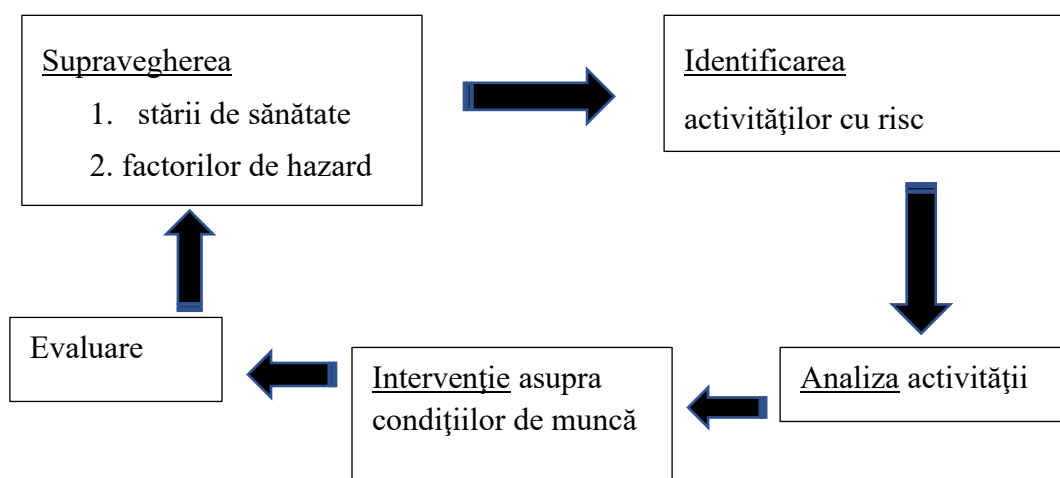 Supravegherea
1. stării de sănătate
2. factorilor de hazard
Identificarea
activităţilor cu risc
Analiza activităţii
Intervenţie asupra
condiţiilor de muncă
Evaluare